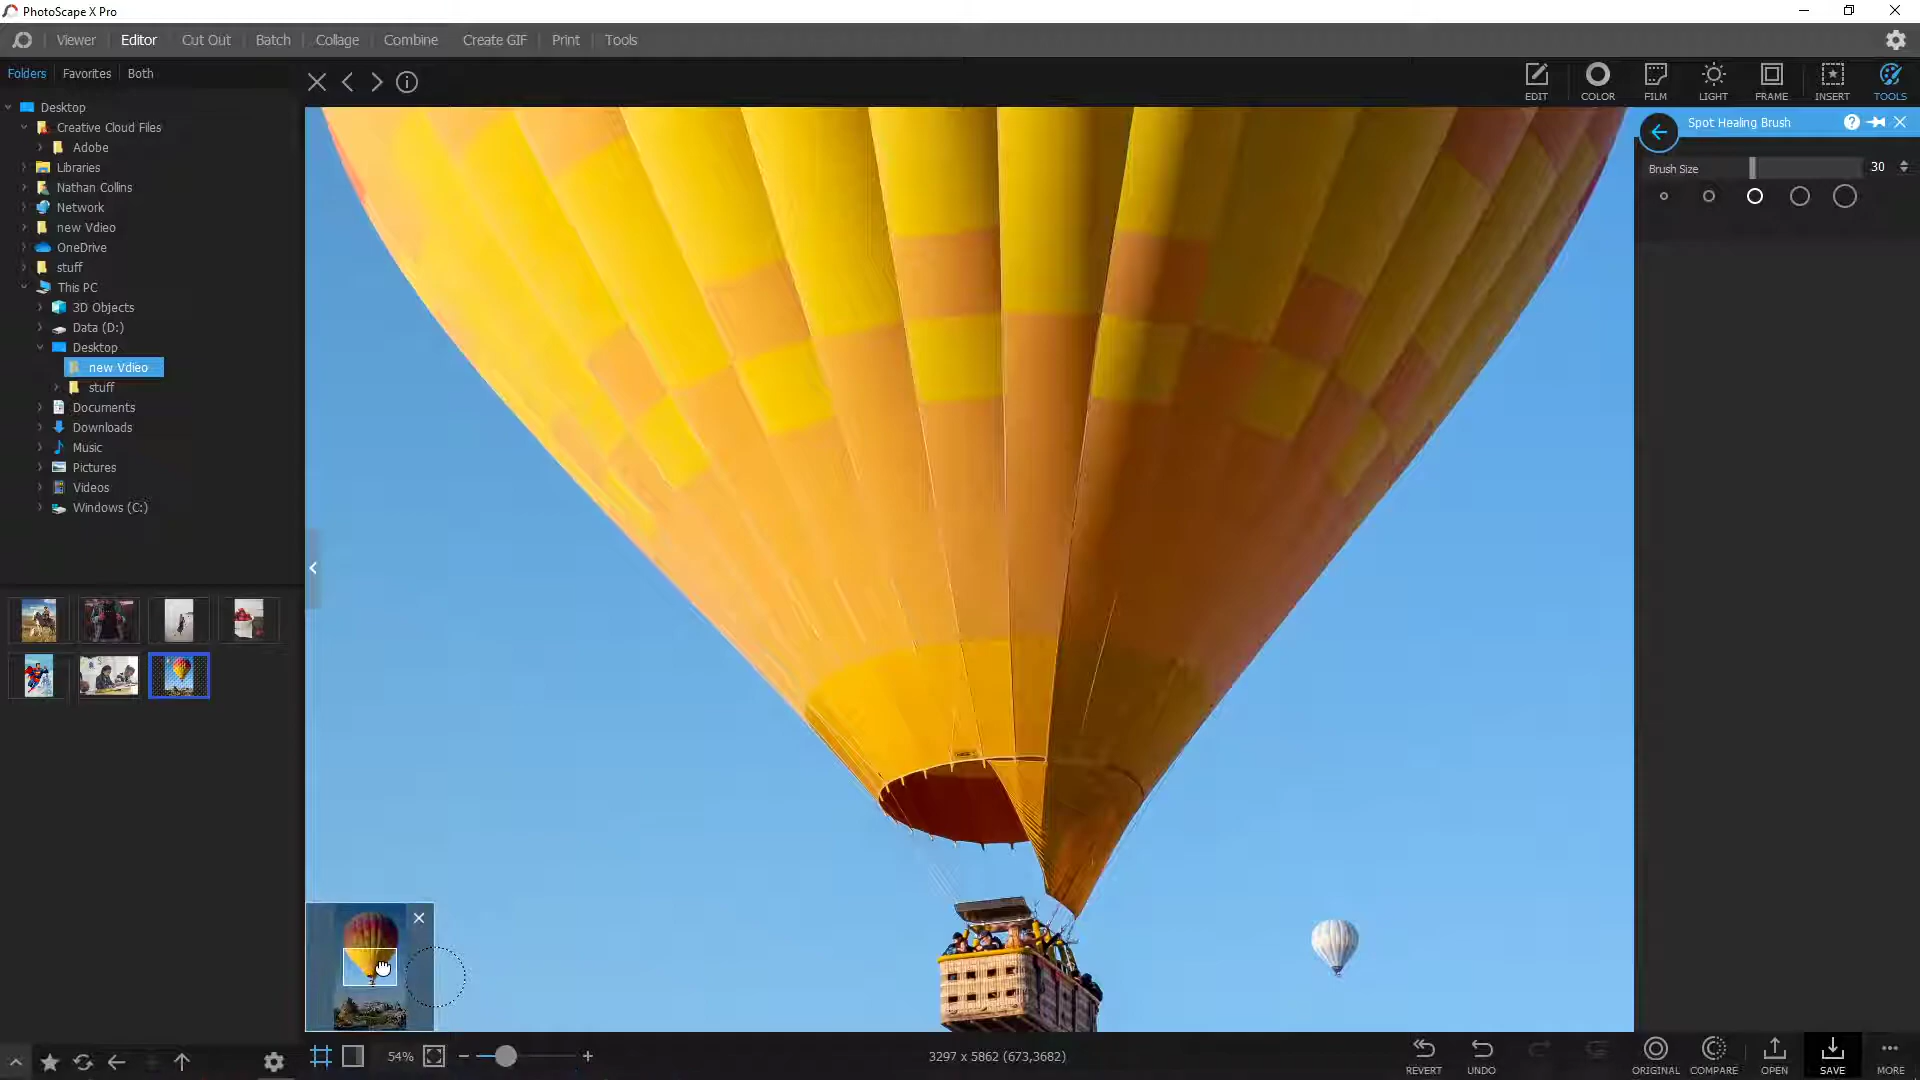 PhotoScape X Pro
Viewer Editor Cut Out Batch Collage Combine Create GIF Print Tools
Folders Favorites Both
EDIT COLOR FILM LIGHT FRAME INSERT TOOLS
Spot Healing Brush
Brush Size 30
Desktop
Creative Cloud Files
Adobe
Libraries
Nathan Collins
Network
new Vdieo
OneDrive
stuff
This PC
3D Objects
Data (D:)
Desktop
new Vdieo
stuff
Documents
Downloads
Music
Pictures
Videos
Windows (C:)
54%
3297 x 5862 (673,3682)
REVERT UNDO ORIGINAL COMPARE OPEN SAVE MORE